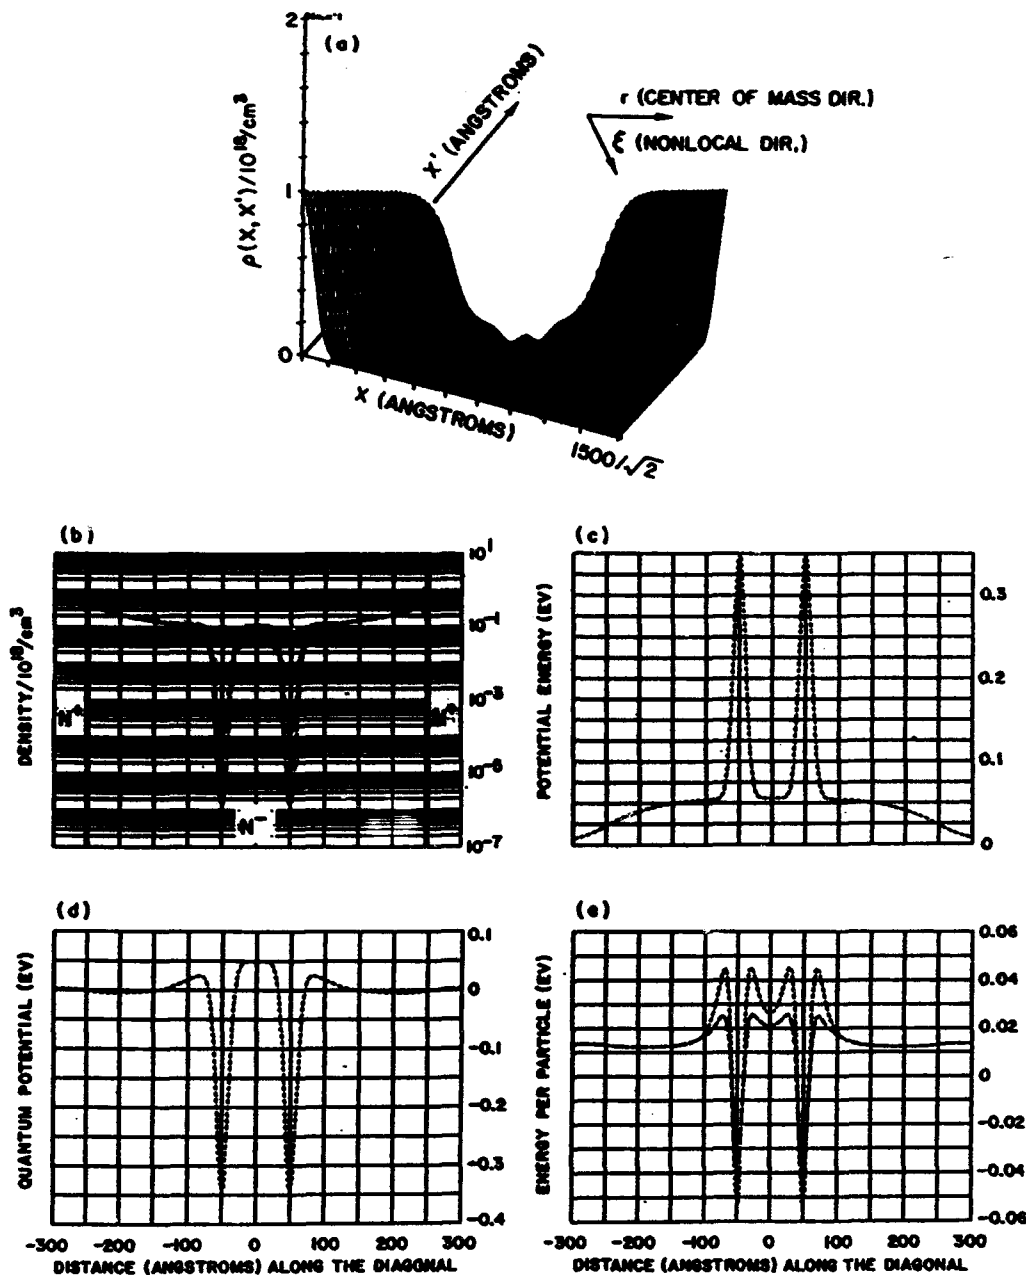 2
(a)
X' (ANGSTROMS)
r (CENTER OF MASS DIR.)
ξ (NONLOCAL DIR.)
ρ(X, X')/10¹⁸/cm³
1
0
X (ANGSTROMS)
1500/√2
(b)
DENSITY/10¹⁸/cm³
10¹
10⁻¹
10⁻³
10⁻⁵
10⁻⁷
N⁺
N⁺
N⁻
(c)
POTENTIAL ENERGY (EV)
0.3
0.2
0.1
0
(d)
QUANTUM POTENTIAL (EV)
0.1
0
-0.1
-0.2
-0.3
-0.4
-300 -200 -100 0 100 200 300
DISTANCE (ANGSTROMS) ALONG THE DIAGONAL
(e)
ENERGY PER PARTICLE (EV)
0.06
0.04
0.02
0
-0.02
-0.04
-0.06
-300 -200 -100 0 100 200 300
DISTANCE (ANGSTROMS) ALONG THE DIAGONAL